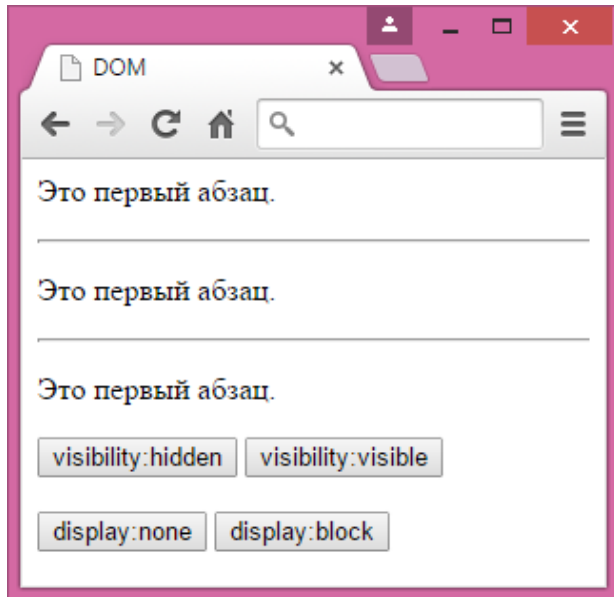 DOM
Это первый абзац.
Это первый абзац.
Это первый абзац.
visibility:hidden visibility:visible
display:none display:block